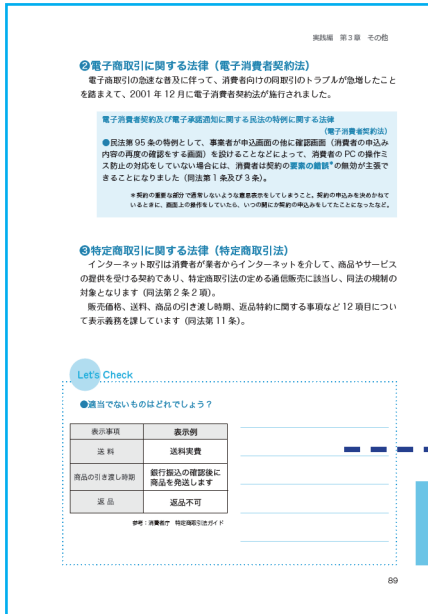 実践編 第3章 その他
❷電子商取引に関する法律（電子消費者契約法）
電子商取引の急速な普及に伴って、消費者向けの同取引のトラブルが急増したこと
を踏まえて、2001年12月に電子消費者契約法が施行されました。
電子消費者契約及び電子承諾通知に関する民法の特例に関する法律
（電子消費者契約法）
●民法第95条の特例として、事業者が申込画面の他に確認画面（消費者の申込み
内容の再度の確認をする画面）を設けることなどによって、消費者のPCの操作ミ
ス防止の対応をしていない場合には、消費者は契約の要素の錯誤*の無効が主張で
きることになりました（同法第1条及び3条）。
＊契約の重要な部分で通常しないような意思表示をしてしまうこと。契約の申込みを決めかねて
いるときに、画面上の操作をしていたら、いつの間にか契約の申込みをしてたことになったなど。
❸特定商取引に関する法律（特定商取引法）
インターネット取引は消費者が業者からインターネットを介して、商品やサービス
の提供を受ける契約であり、特定商取引法の定める通信販売に該当し、同法の規制の
対象となります（同法第2条2項）。
販売価格、送料、商品の引き渡し時期、返品特約に関する事項など12項目につい
て表示義務を課しています（同法第11条）。
Let's Check
●適当でないものはどれでしょう？
表示事項 表示例
送料 送料実費
商品の引き渡し時期 銀行振込の確認後に
商品を発送します
返品 返品不可
参考：消費者庁 特定商取引法ガイド
89